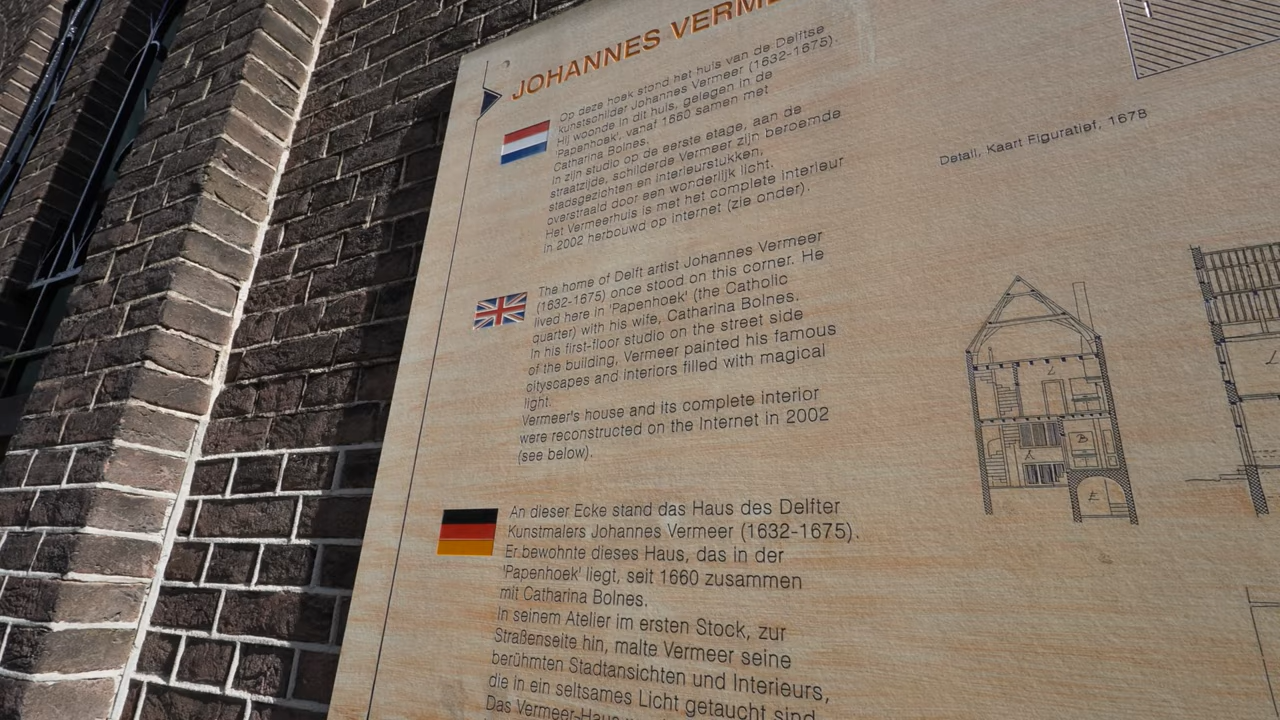 JOHANNES VERME
Op deze hoek stond het huis van de Delftse
kunstschilder Johannes Vermeer (1632-1675).
Hij woonde in dit huis, gelegen in de
'Papenhoek', vanaf 1660 samen met
Catharina Bolnes.
In zijn studio op de eerste etage, aan de
straatzijde, schilderde Vermeer zijn beroemde
stadsgezichten en interieurstukken,
overstraald door een wonderlijk licht.
Het Vermeerhuis is met het complete interieur
in 2002 herbouwd op internet (zie onder).
The home of Delft artist Johannes Vermeer
(1632-1675) once stood on this corner. He
lived here in 'Papenhoek' (the Catholic
quarter) with his wife, Catharina Bolnes.
In his first-floor studio on the street side
of the building, Vermeer painted his famous
cityscapes and interiors filled with magical
light.
Vermeer's house and its complete interior
were reconstructed on the Internet in 2002
(see below).
An dieser Ecke stand das Haus des Delfter
Kunstmalers Johannes Vermeer (1632-1675).
Er bewohnte dieses Haus, das in der
'Papenhoek' liegt, seit 1660 zusammen
mit Catharina Bolnes.
In seinem Atelier im ersten Stock, zur
Straßenseite hin, malte Vermeer seine
berühmten Stadtansichten und Interieurs,
die in ein seltsames Licht getaucht sind.
Das Vermeer-Haus
Detail, Kaart Figuratief, 1678